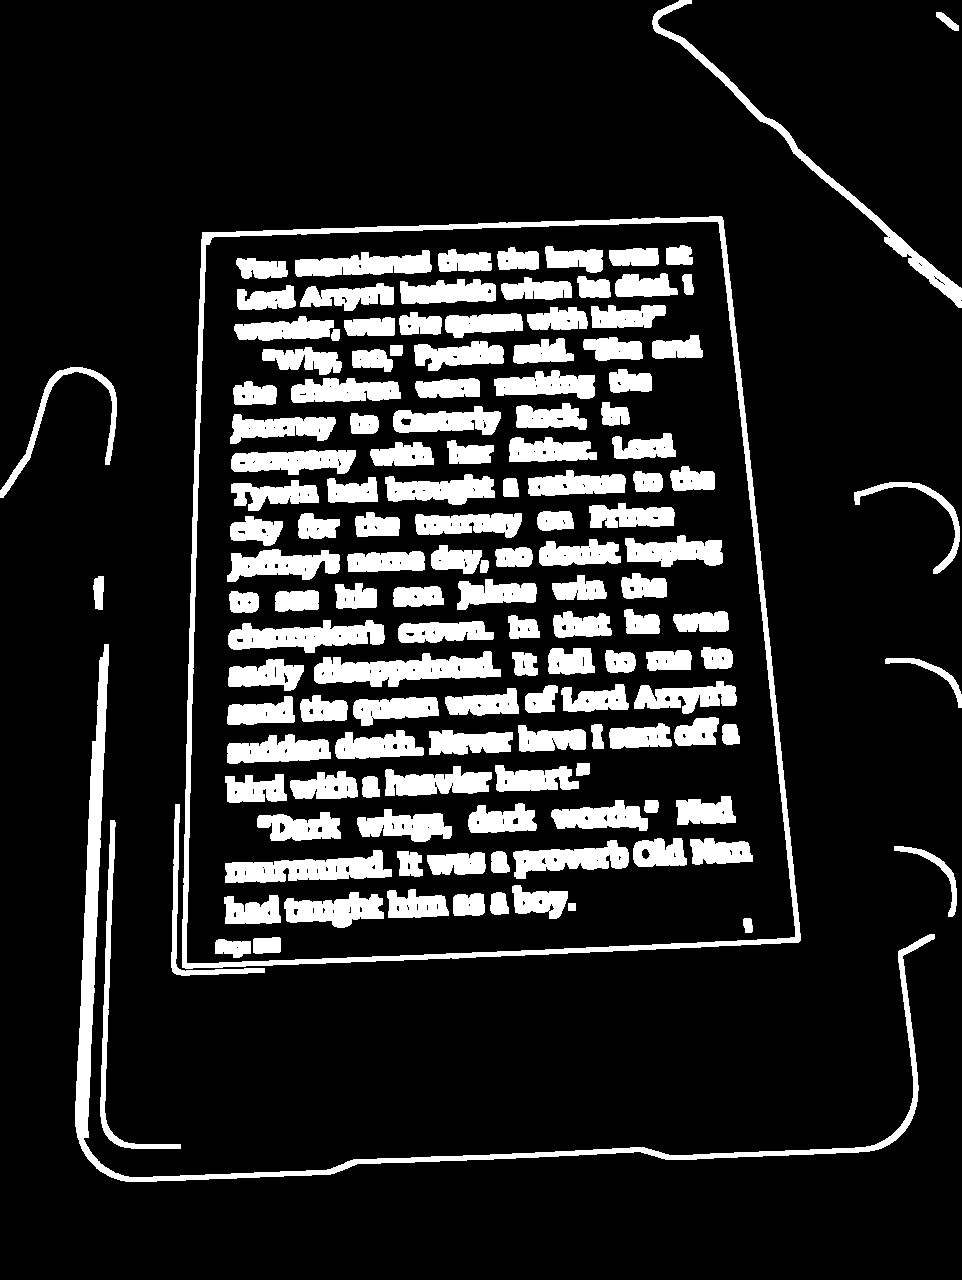 You mentioned that the king was at
Lord Arryn's bedside when he died. I
wonder, was the queen with him?"
"Why, no," Pycelle said. "She and
the children were making the
journey to Casterly Rock, in
company with her father. Lord
Tywin had brought a retinue to the
city for the tourney on Prince
Joffrey's name day, no doubt hoping
to see his son Jaime win the
champion's crown. In that he was
sadly disappointed. It fell to me to
send the queen word of Lord Arryn's
sudden death. Never have I sent off a
bird with a heavier heart."
"Dark wings, dark words," Ned
murmured. It was a proverb Old Nan
had taught him as a boy.
Page